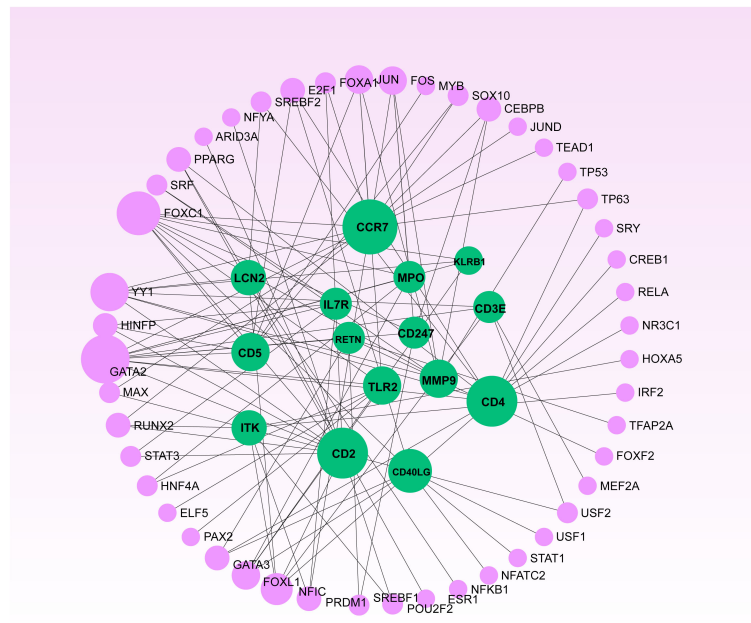 E2F1
FOXA1
JUN
FOS
MYB
SREBF2
SOX10
NFYA
CEBPB
ARID3A
JUND
PPARG
TEAD1
SRF
TP53
FOXC1
TP63
CCR7
SRY
KLRB1
CREB1
LCN2
MPO
YY1
RELA
IL7R
CD3E
HINFP
NR3C1
RETN
CD247
CD5
HOXA5
GATA2
TLR2
MMP9
MAX
IRF2
CD4
RUNX2
TFAP2A
ITK
CD2
STAT3
FOXF2
CD40LG
HNF4A
MEF2A
ELF5
USF2
PAX2
USF1
GATA3
STAT1
FOXL1
NFATC2
NFIC
NFKB1
PRDM1
SREBF1
ESR1
POU2F2